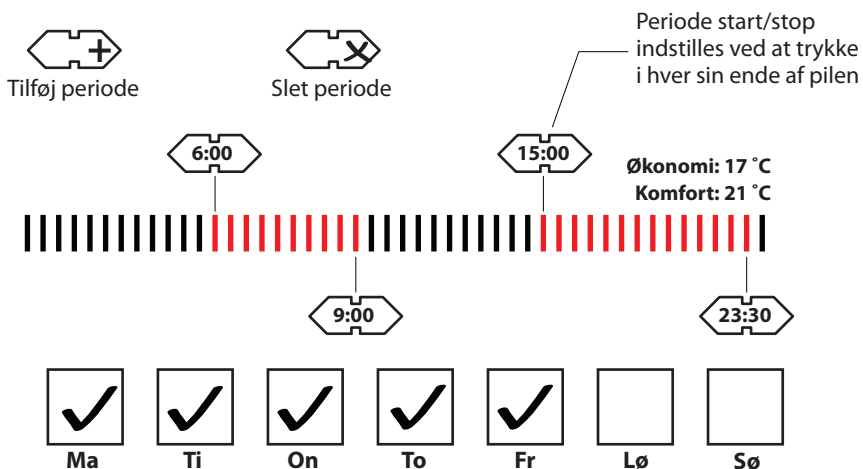 Tilføj periode
Slet periode
Periode start/stop
indstilles ved at trykke
i hver sin ende af pilen
6:00
15:00
Økonomi: 17 ˚C
Komfort: 21 ˚C
9:00
23:30
Ma
Ti
On
To
Fr
Lø
Sø